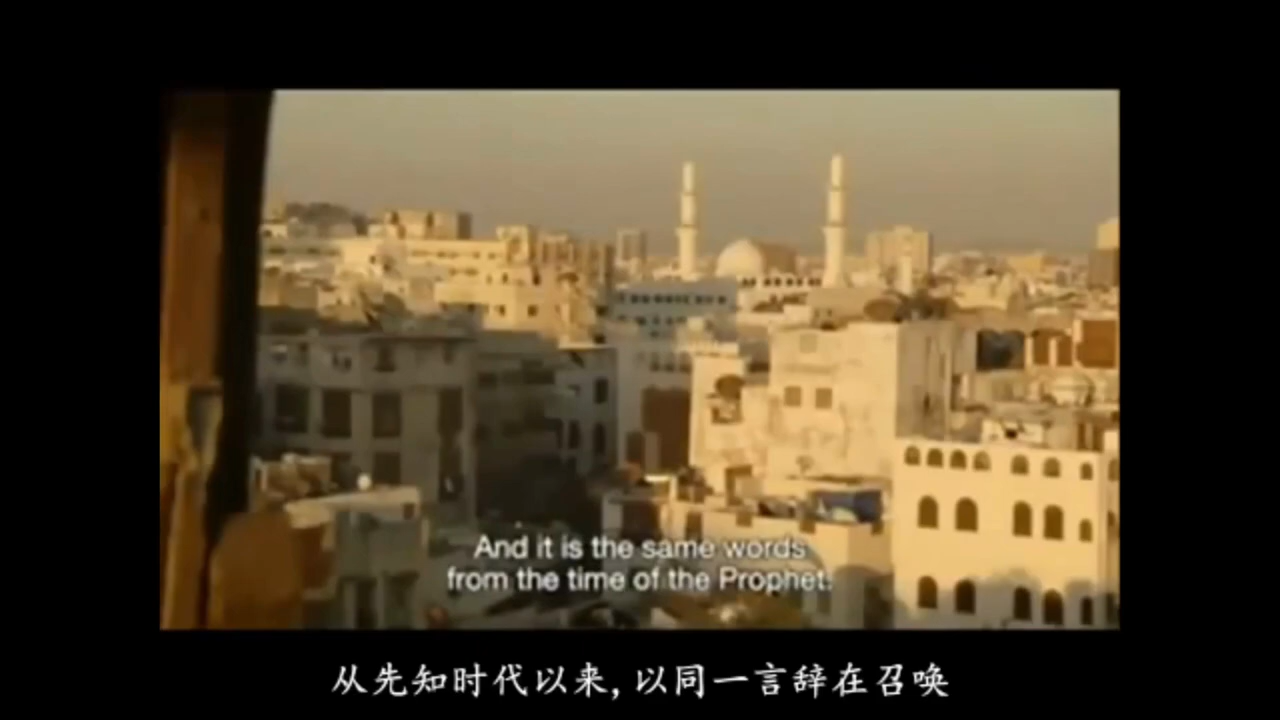 And it is the same words
from the time of the Prophet.
从先知时代以来,以同一言辞在召唤